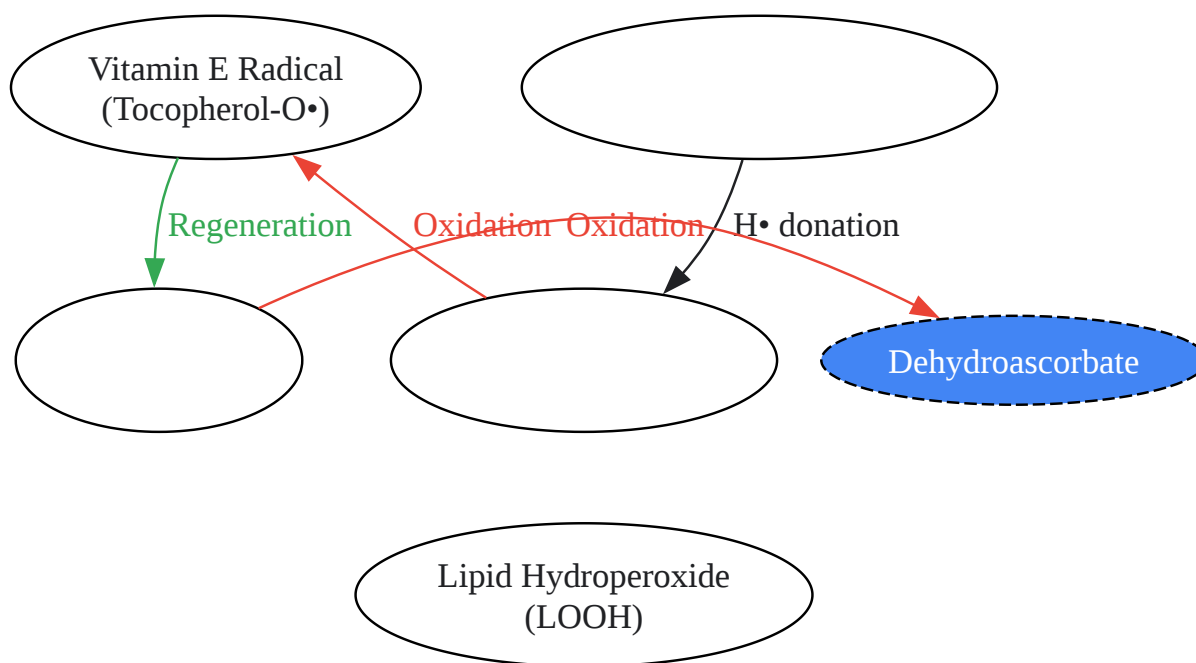 Vitamin E Radical
(Tocopherol-O•)
Regeneration
Oxidation
Oxidation
H• donation
Dehydroascorbate
Lipid Hydroperoxide
(LOOH)